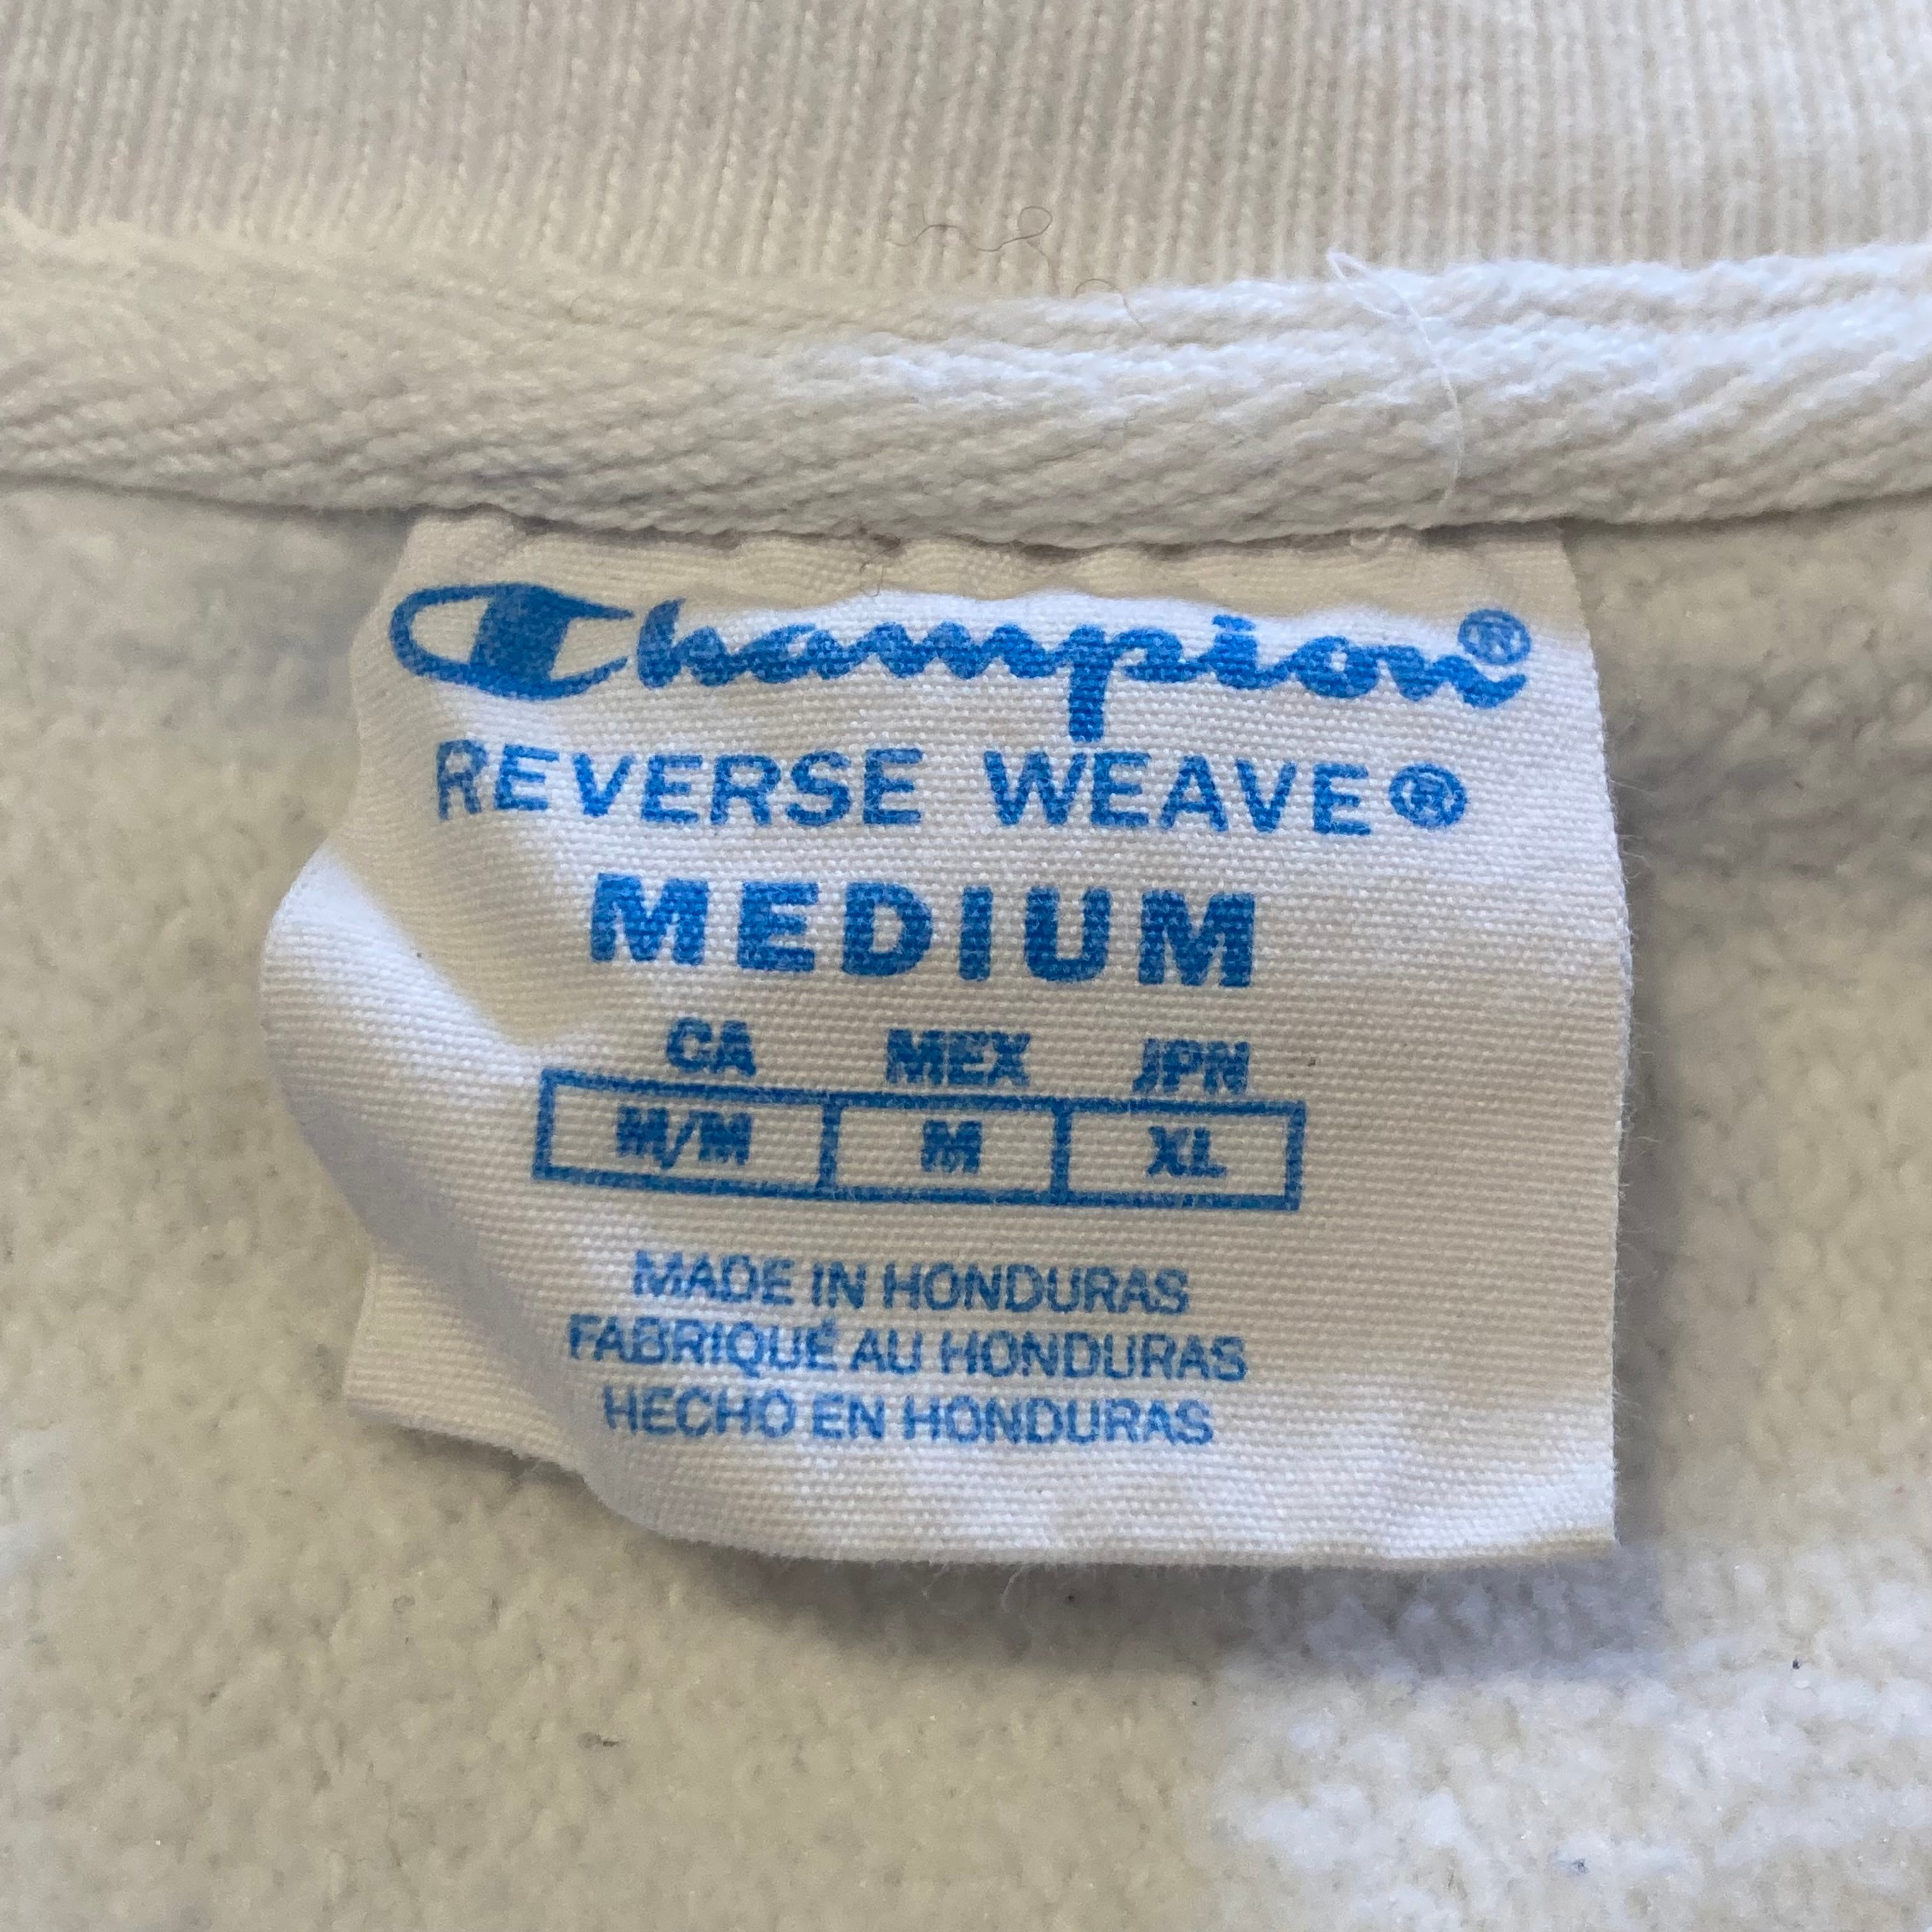 Champion®
REVERSE WEAVE®
MEDIUM
CA MEX JPN
M/M M XL
MADE IN HONDURAS
FABRIQUÉ AU HONDURAS
HECHO EN HONDURAS